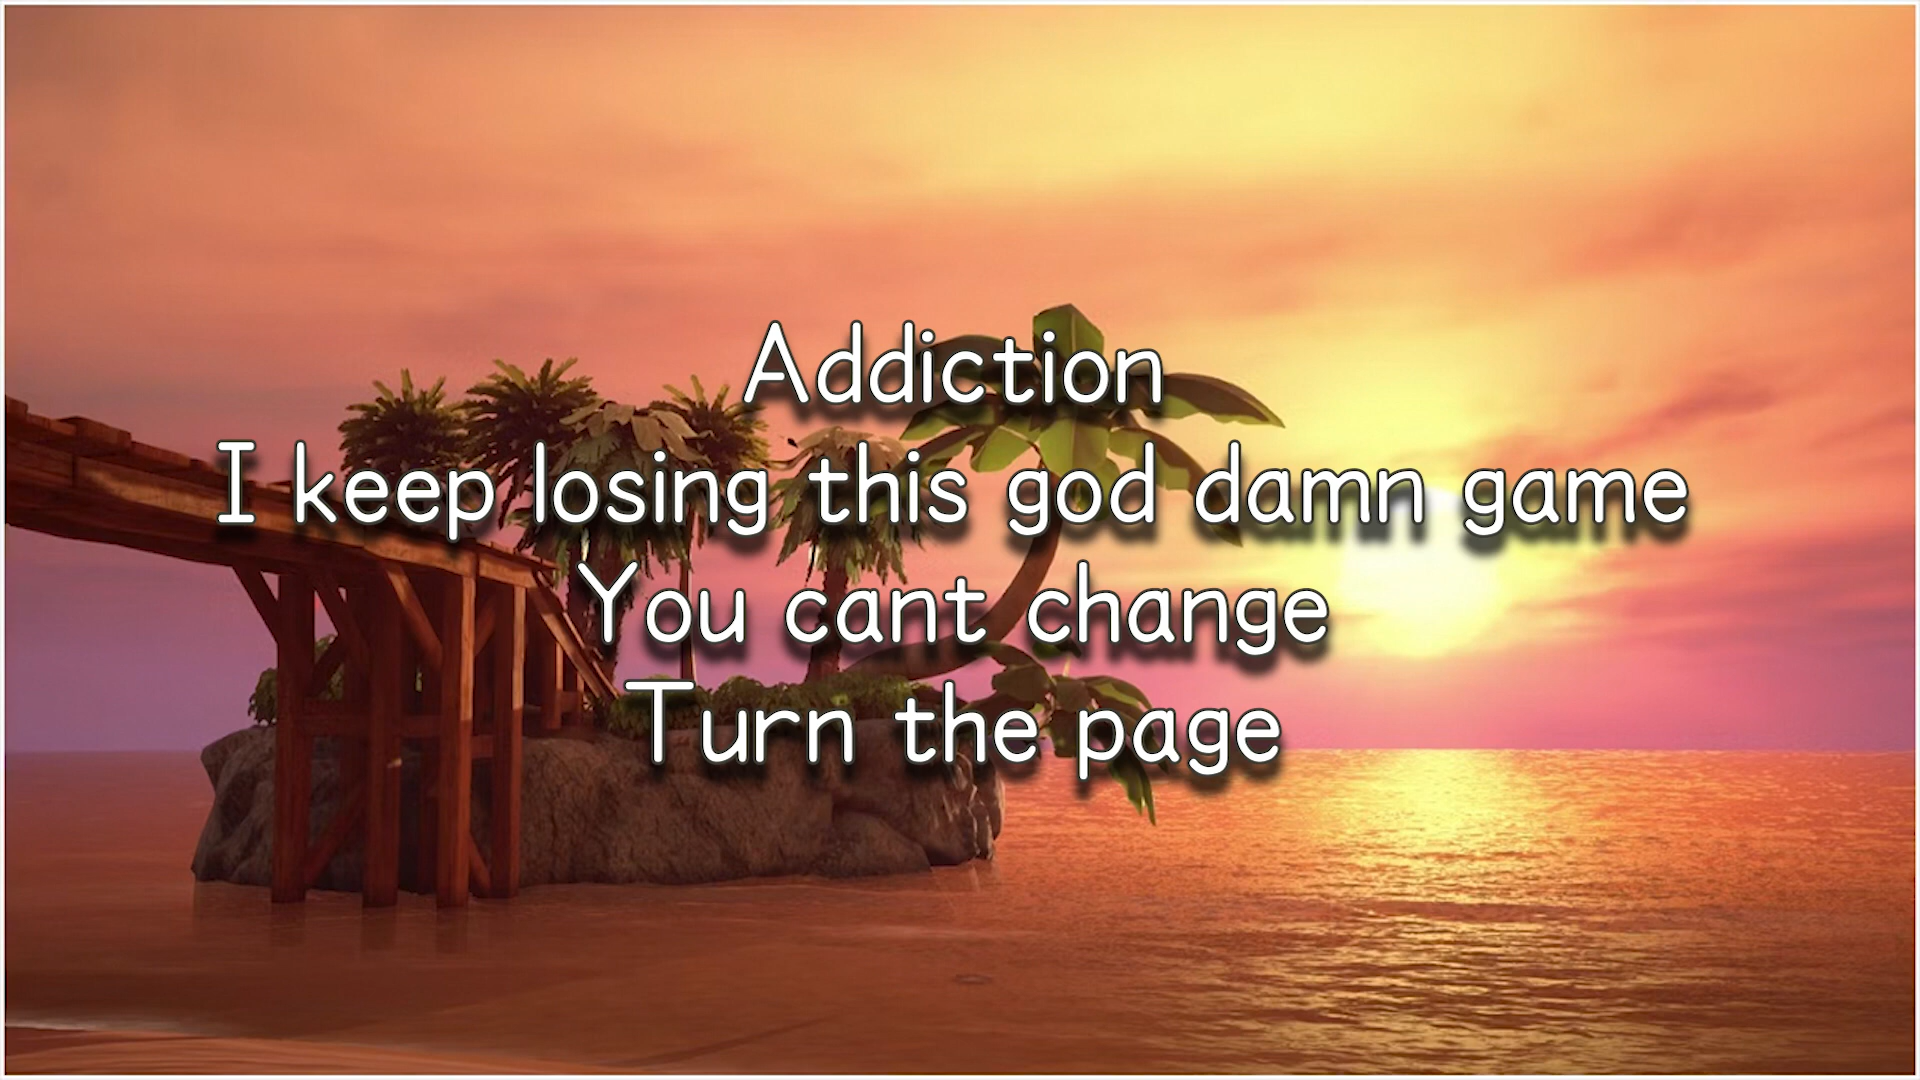 Addiction
I keep losing this god damn game
You cant change
Turn the page